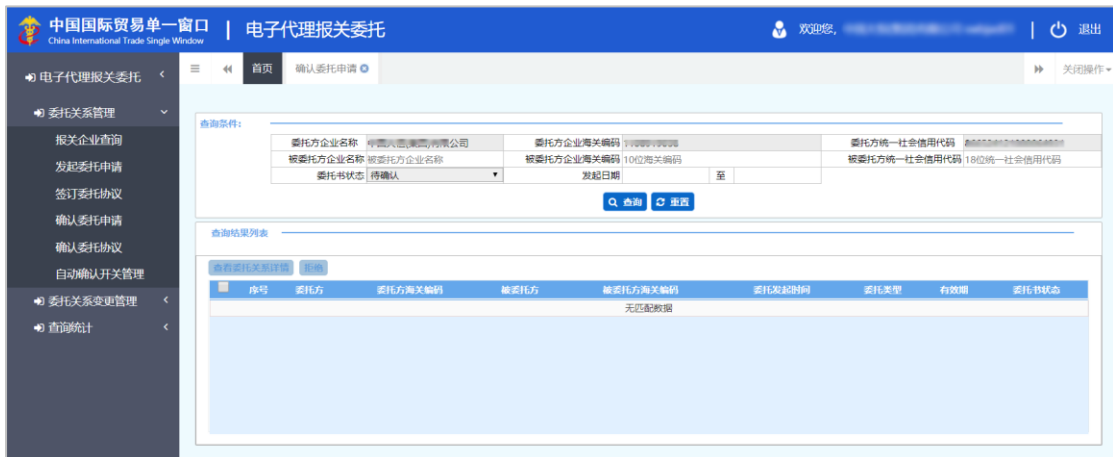 中国国际贸易单一窗口 | 电子代理报关委托 欢迎您, | 退出
China International Trade Single Window
电子代理报关委托 首页 确认委托申请 关闭操作
委托关系管理
报关企业查询
发起委托申请
签订委托协议
确认委托申请
确认委托协议
自动确认开关管理
委托关系变更管理
查询统计
查询条件:
委托方企业名称 有限公司 委托方企业海关编码 委托方统一社会信用代码
被委托方企业名称 被委托方企业名称 被委托方企业海关编码 10位海关编码 被委托方统一社会信用代码 18位统一社会信用代码
委托书状态 待确认 发起日期 至
查询 重置
查询结果列表
查看委托关系详情 拒绝
序号 委托方 委托方海关编码 被委托方 被委托方海关编码 委托发起时间 委托类型 有效期 委托书状态
无匹配数据